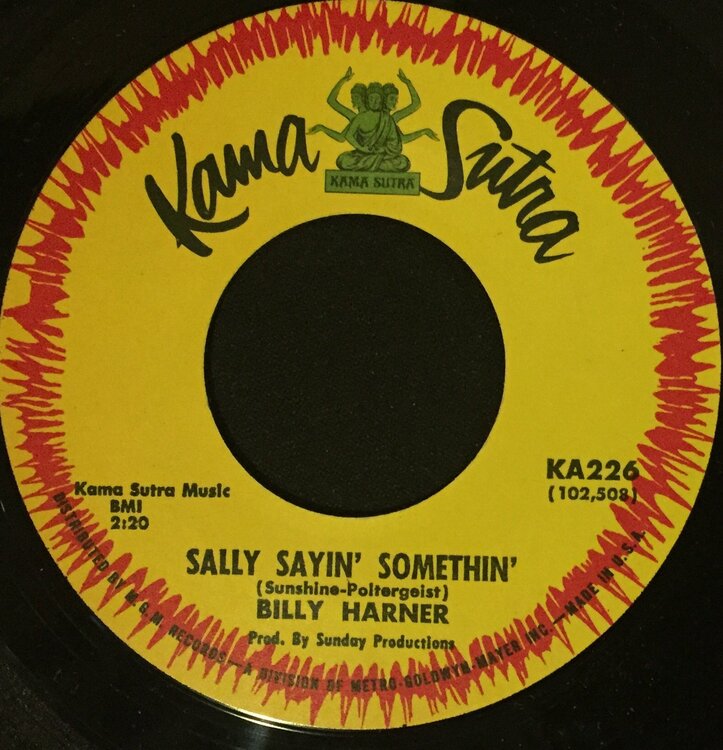 Kama Sutra
KAMA SUTRA
KA226
(102,508)
Kama Sutra Music
BMI
2:20
SALLY SAYIN' SOMETHIN'
(Sunshine-Poltergeist)
BILLY HARNER
Prod. By Sunday Productions
DISTRIBUTED BY M. G. M. RECORDS—A DIVISION OF METRO-GOLDWYN-MAYER INC.—MADE IN U.S.A.